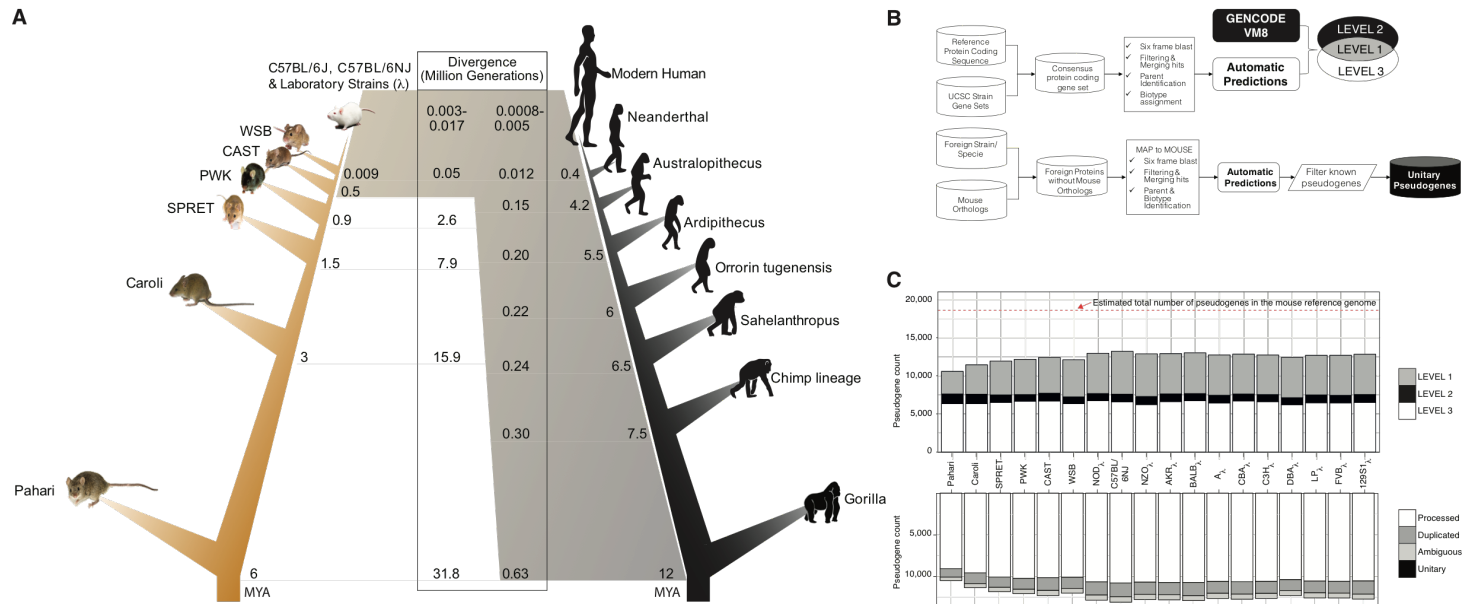 A
C57BL/6J, C57BL/6NJ
& Laboratory Strains (λ)
Divergence
(Million Generations)
Modern Human
0.003-
0.017
0.0008-
0.005
Neanderthal
WSB
CAST
Australopithecus
PWK
0.009
0.05
0.012
0.4
0.5
SPRET
0.15
4.2
0.9
2.6
Ardipithecus
0.20
5.5
1.5
7.9
Orrorin tugenensis
Caroli
0.22
6
Sahelanthropus
3
15.9
0.24
6.5
Chimp lineage
0.30
7.5
Pahari
Gorilla
6
31.8
0.63
12
MYA
MYA
B
Reference
Protein Coding
Sequence
UCSC Strain
Gene Sets
Consensus
protein coding
gene set
✓ Six frame blast
✓ Filtering &
Merging hits
✓ Parent
Identification
✓ Biotype
assignment
GENCODE
VM8
Automatic
Predictions
LEVEL 2
LEVEL 1
LEVEL 3
Foreign Strain/
Specie
Mouse
Orthologs
Foreign Proteins
without Mouse
Orthologs
MAP to MOUSE
✓ Six frame blast
✓ Filtering &
Merging hits
✓ Parent &
Biotype
Identification
Automatic
Predictions
Filter known
pseudogenes
Unitary
Pseudogenes
C
20,000
Estimated total number of pseudogenes in the mouse reference genome
15,000
10,000
5,000
0
Pseudogene count
LEVEL 1
LEVEL 2
LEVEL 3
Pahari
Caroli
SPRET
PWK
CAST
WSB
NODλ
C57BL/
6NJ
NZOλ
AKRλ
BALBλ
Aλ
CBAλ
C3Hλ
DBAλ
LPλ
FVBλ
-129S1λ
Pseudogene count
5,000
10,000
Processed
Duplicated
Ambiguous
Unitary